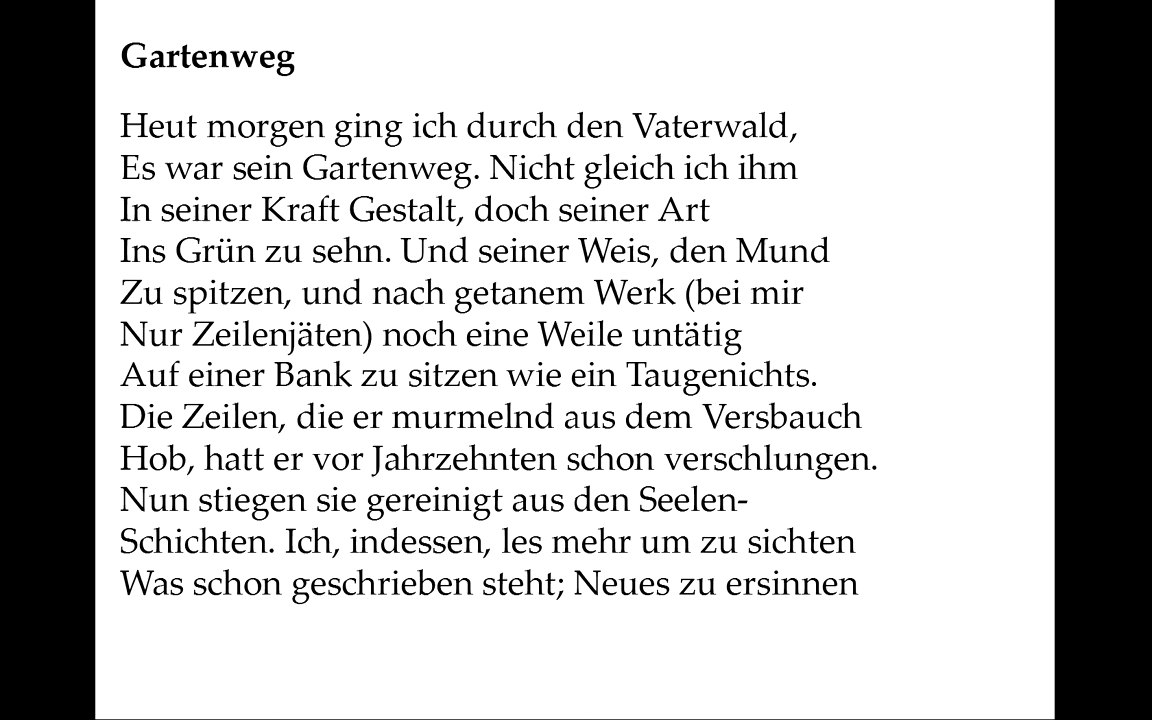 Gartenweg
Heut morgen ging ich durch den Vaterwald,
Es war sein Gartenweg. Nicht gleich ich ihm
In seiner Kraft Gestalt, doch seiner Art
Ins Grün zu sehn. Und seiner Weis, den Mund
Zu spitzen, und nach getanem Werk (bei mir
Nur Zeilenjäten) noch eine Weile untätig
Auf einer Bank zu sitzen wie ein Taugenichts.
Die Zeilen, die er murmelnd aus dem Versbauch
Hob, hatt er vor Jahrzehnten schon verschlungen.
Nun stiegen sie gereinigt aus den Seelen-
Schichten. Ich, indessen, les mehr um zu sichten
Was schon geschrieben steht; Neues zu ersinnen